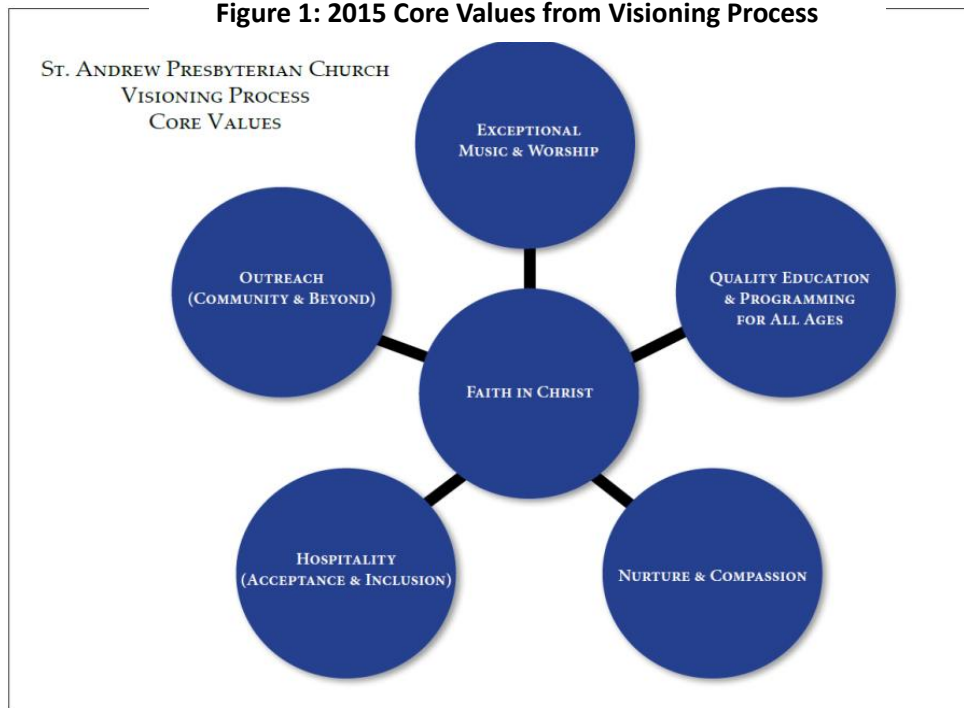 Figure 1: 2015 Core Values from Visioning Process
St. Andrew Presbyterian Church
Visioning Process
Core Values
Exceptional
Music & Worship
Outreach
(Community & Beyond)
Quality Education
& Programming
for All Ages
Faith in Christ
Hospitality
(Acceptance & Inclusion)
Nurture & Compassion